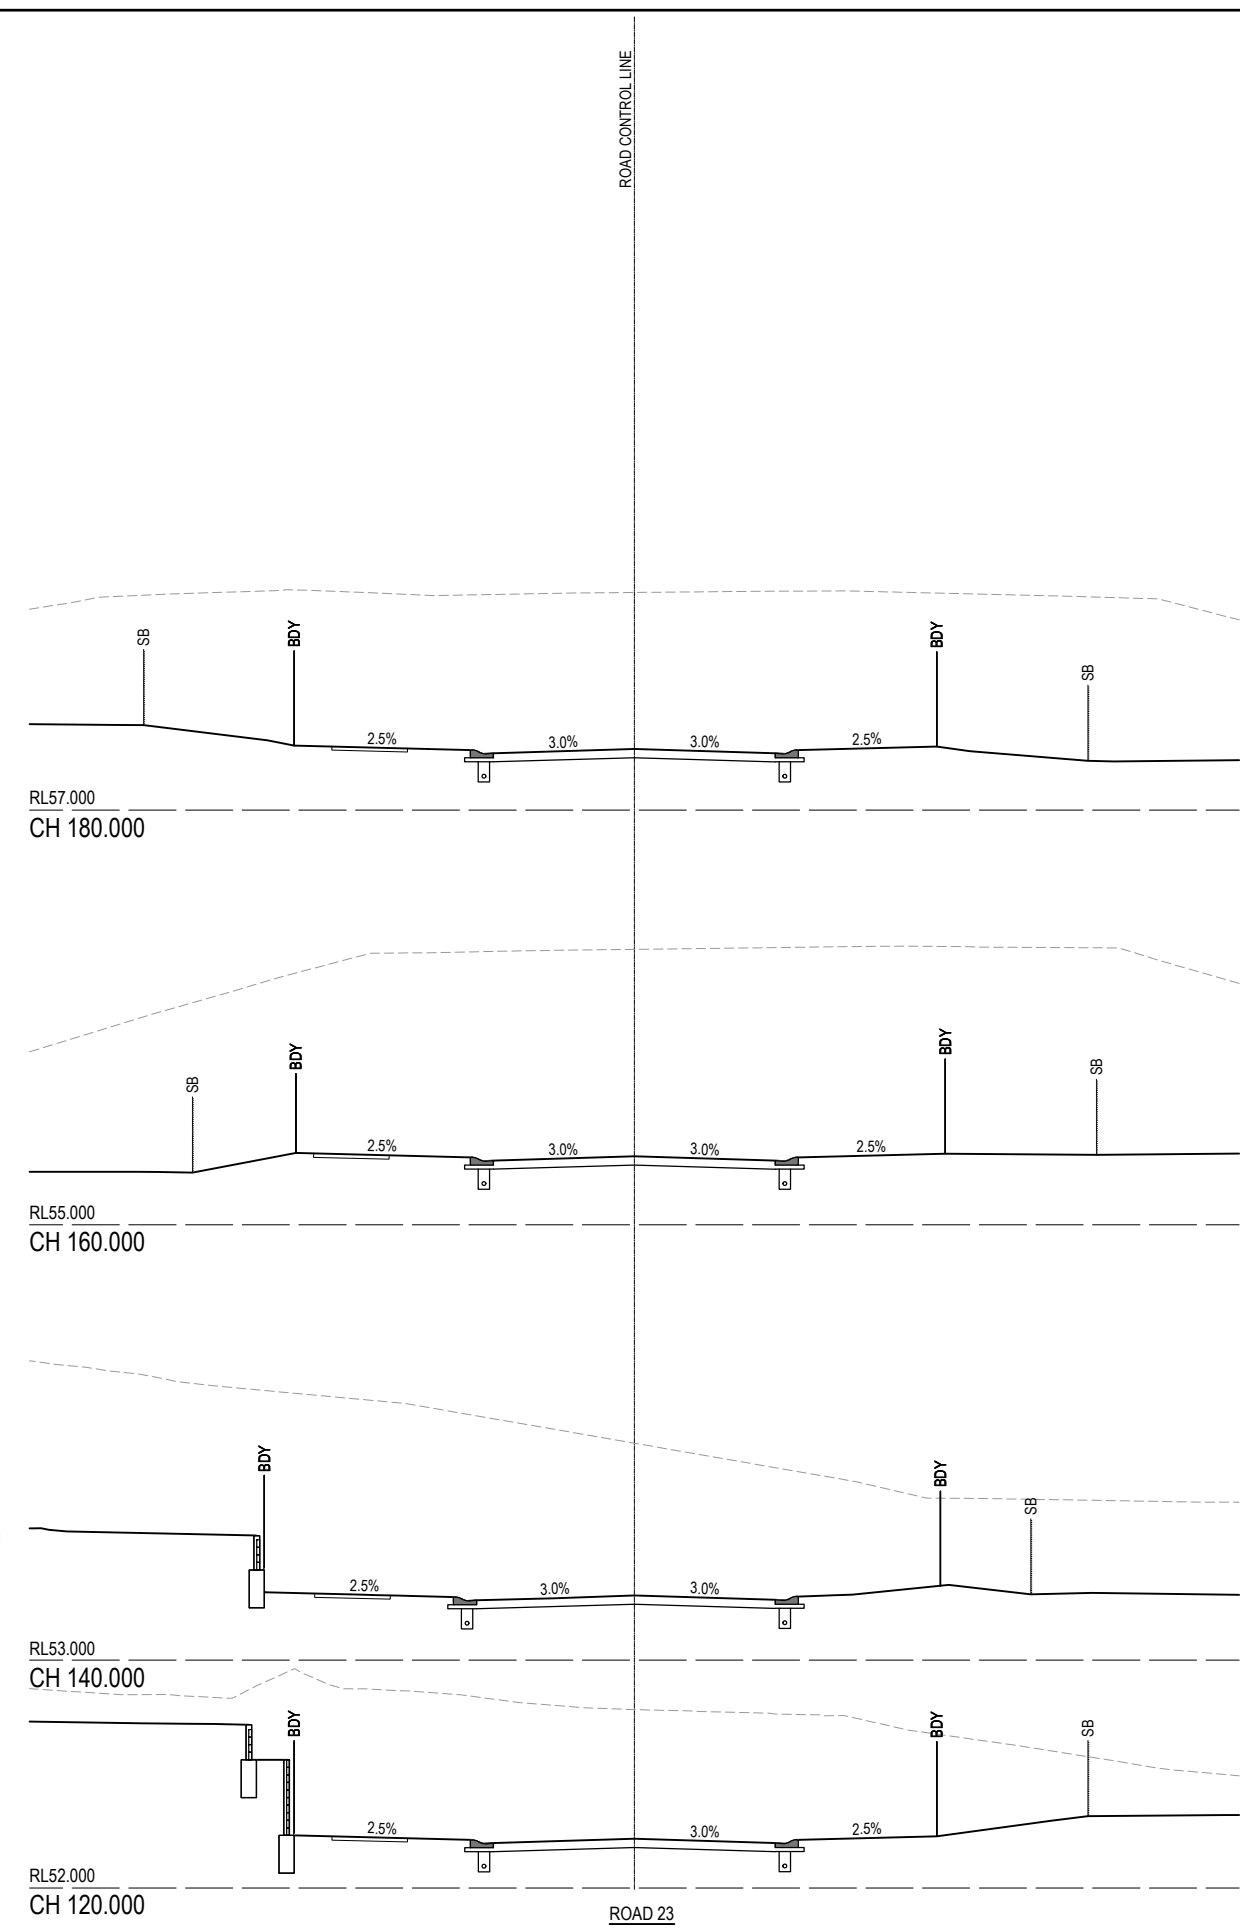 ROAD CONTROL LINE
SB
BDY
BDY
SB
2.5%
3.0%
3.0%
2.5%
RL57.000
CH 180.000
SB
BDY
BDY
SB
2.5%
3.0%
3.0%
2.5%
RL55.000
CH 160.000
BDY
BDY
SB
2.5%
3.0%
3.0%
RL53.000
CH 140.000
BDY
BDY
SB
2.5%
3.0%
2.5%
RL52.000
CH 120.000
ROAD 23